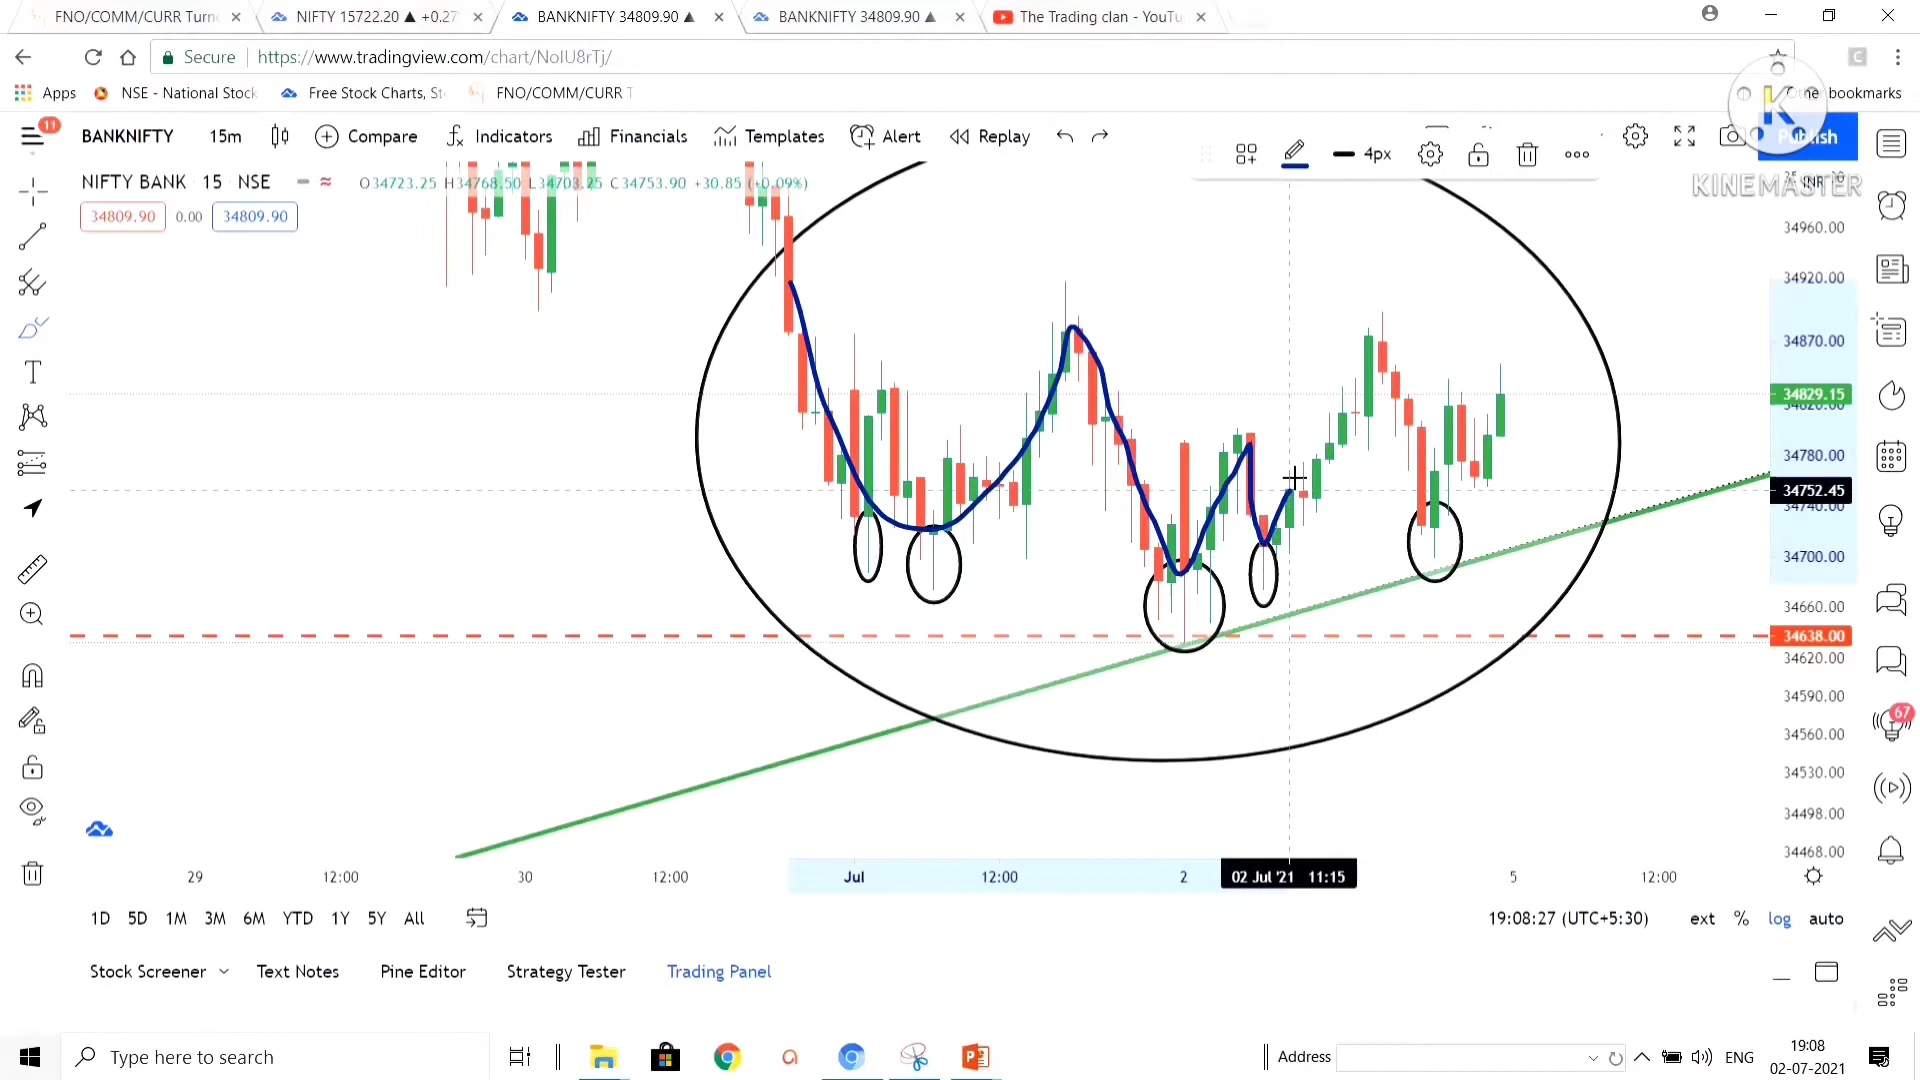 FNO/COMM/CURR Turn
NIFTY 15722.20 ▲ +0.27
BANKNIFTY 34809.90 ▲
BANKNIFTY 34809.90 ▲
The Trading clan - YouTu
Secure
https://www.tradingview.com/chart/NoIU8rTj/
Apps
NSE - National Stock
Free Stock Charts, St
FNO/COMM/CURR T
Other bookmarks
K
11
BANKNIFTY
15m
Compare
Indicators
Financials
Templates
Alert
Replay
4px
Publish
KINEMASTER
NIFTY BANK 15 NSE
O34723.25 H34768.50 L34703.25 C34753.90 +30.85 (+0.09%)
34809.90
0.00
34809.90
34960.00
34920.00
34870.00
34829.15
34820.00
34780.00
34752.45
34740.00
34700.00
34660.00
34638.00
34620.00
34590.00
34560.00
34530.00
34498.00
34468.00
67
29
12:00
30
12:00
Jul
12:00
2
02 Jul '21 11:15
5
12:00
1D 5D 1M 3M 6M YTD 1Y 5Y All
19:08:27 (UTC+5:30)
ext % log auto
Stock Screener
Text Notes
Pine Editor
Strategy Tester
Trading Panel
Type here to search
Address
ENG
19:08
02-07-2021